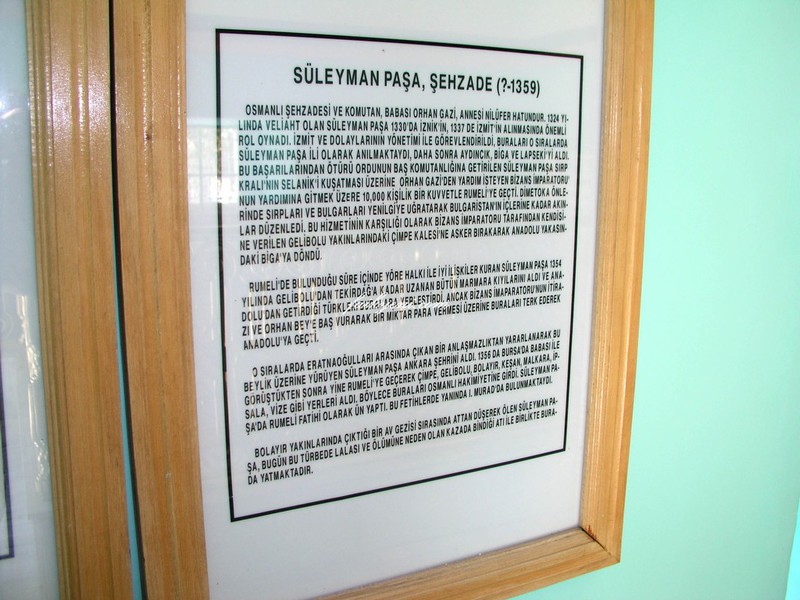 SÜLEYMAN PAŞA, ŞEHZADE (?-1359)
OSMANLI ŞEHZADESİ VE KOMUTAN, BABASI ORHAN GAZİ, ANNESİ NİLÜFER HATUNDUR. 1324 YI-
LINDA VELİAHT OLAN SÜLEYMAN PAŞA 1330'DA İZNİK'İN, 1337 DE İZMİT'İN ALINMASINDA ÖNEMLİ
ROL OYNADI. İZMİT VE DOLAYLARININ YÖNETİMİ İLE GÖREVLENDİRİLDİ, BURALARI O SIRALARDA
SÜLEYMAN PAŞA İLİ OLARAK ANILMAKTAYDI, DAHA SONRA AYDINCIK, BİGA VE LAPSEKİ'Yİ ALDI.
BU BAŞARILARINDAN ÖTÜRÜ ORDUNUN BAŞ KOMUTANLIĞINA GETİRİLEN SÜLEYMAN PAŞA SIRP
KRALI'NIN SELANİK'İ KUŞATMASI ÜZERİNE ORHAN GAZİ'DEN YARDIM İSTEYEN BİZANS İMPARATORU'
NUN YARDIMINA GİTMEK ÜZERE 10,000 KİŞİLİK BİR KUVVETLE RUMELİ'YE GEÇTİ. DİMETOKA ÖNLE-
RİNDE SIRPLARI VE BULGARLARI YENİLGİYE UĞRATARAK BULGARİSTAN'IN İÇLERİNE KADAR AKIN-
LAR DÜZENLEDİ. BU HİZMETİNİN KARŞILIĞI OLARAK BİZANS İMPARATORU TARAFINDAN KENDİSİ-
NE VERİLEN GELİBOLU YAKINLARINDAKİ ÇİMPE KALESİ'NE ASKER BIRAKARAK ANADOLU YAKASIN-
DAKİ BİGA'YA DÖNDÜ.
RUMELİ'DE BULUNDUĞU SÜRE İÇİNDE YÖRE HALKI İLE İYİ İLİŞKİLER KURAN SÜLEYMAN PAŞA 1354
YILINDA GELİBOLU'DAN TEKİRDAĞ'A KADAR UZANAN BÜTÜN MARMARA KIYILARINI ALDI VE ANA-
DOLU'DAN GETİRDİĞİ TÜRKLERİ BURALARA YERLEŞTİRDİ. ANCAK BİZANS İMPARATORU'NUN İTİRA-
ZI VE ORHAN BEY'E BAŞ VURARAK BİR MİKTAR PARA VERMESİ ÜZERİNE BURALARI TERK EDEREK
ANADOLU'YA GEÇTİ.
O SIRALARDA ERATNAOĞULLARI ARASINDA ÇIKAN BİR ANLAŞMAZLIKTAN YARARLANARAK BU
BEYLİK ÜZERİNE YÜRÜYEN SÜLEYMAN PAŞA ANKARA ŞEHRİNİ ALDI. 1356 DA BURSA'DA BABASI İLE
GÖRÜŞTÜKTEN SONRA YİNE RUMELİ'YE GEÇEREK ÇİMPE, GELİBOLU, BOLAYIR, KEŞAN, MALKARA, İP-
SALA, VİZE GİBİ YERLERİ ALDI. BÖYLECE BURALARI OSMANLI HAKİMİYETİNE GİRDİ. SÜLEYMAN PA-
ŞA'DA RUMELİ FATİHİ OLARAK ÜN YAPTI. BU FETİHLERDE YANINDA I. MURAD'DA BULUNMAKTAYDI.
BOLAYIR YAKINLARINDA ÇIKTIĞI BİR AV GEZİSİ SIRASINDA ATTAN DÜŞEREK ÖLEN SÜLEYMAN PA-
ŞA, BUGÜN BU TÜRBEDE LALASI VE ÖLÜMÜNE NEDEN OLAN KAZADA BİNDİĞİ ATI İLE BİRLİKTE BURA-
DA YATMAKTADIR.